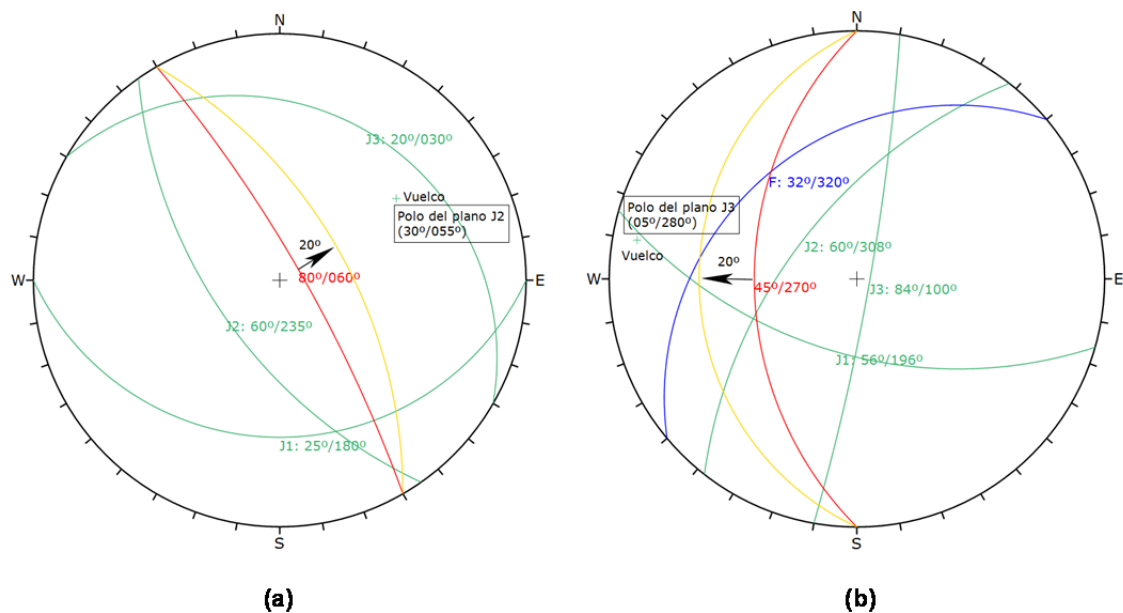 N
J3: 20º/030º
Vuelco
Polo del plano J2
(30º/055º)
20º
W
E
80º/060º
J2: 60º/235º
J1: 25º/180º
S
(a)
N
F: 32º/320º
Polo del plano J3
(05º/280º)
Vuelco
J2: 60º/308º
20º
W
E
45º/270º
J3: 84º/100º
J1: 56º/196º
S
(b)